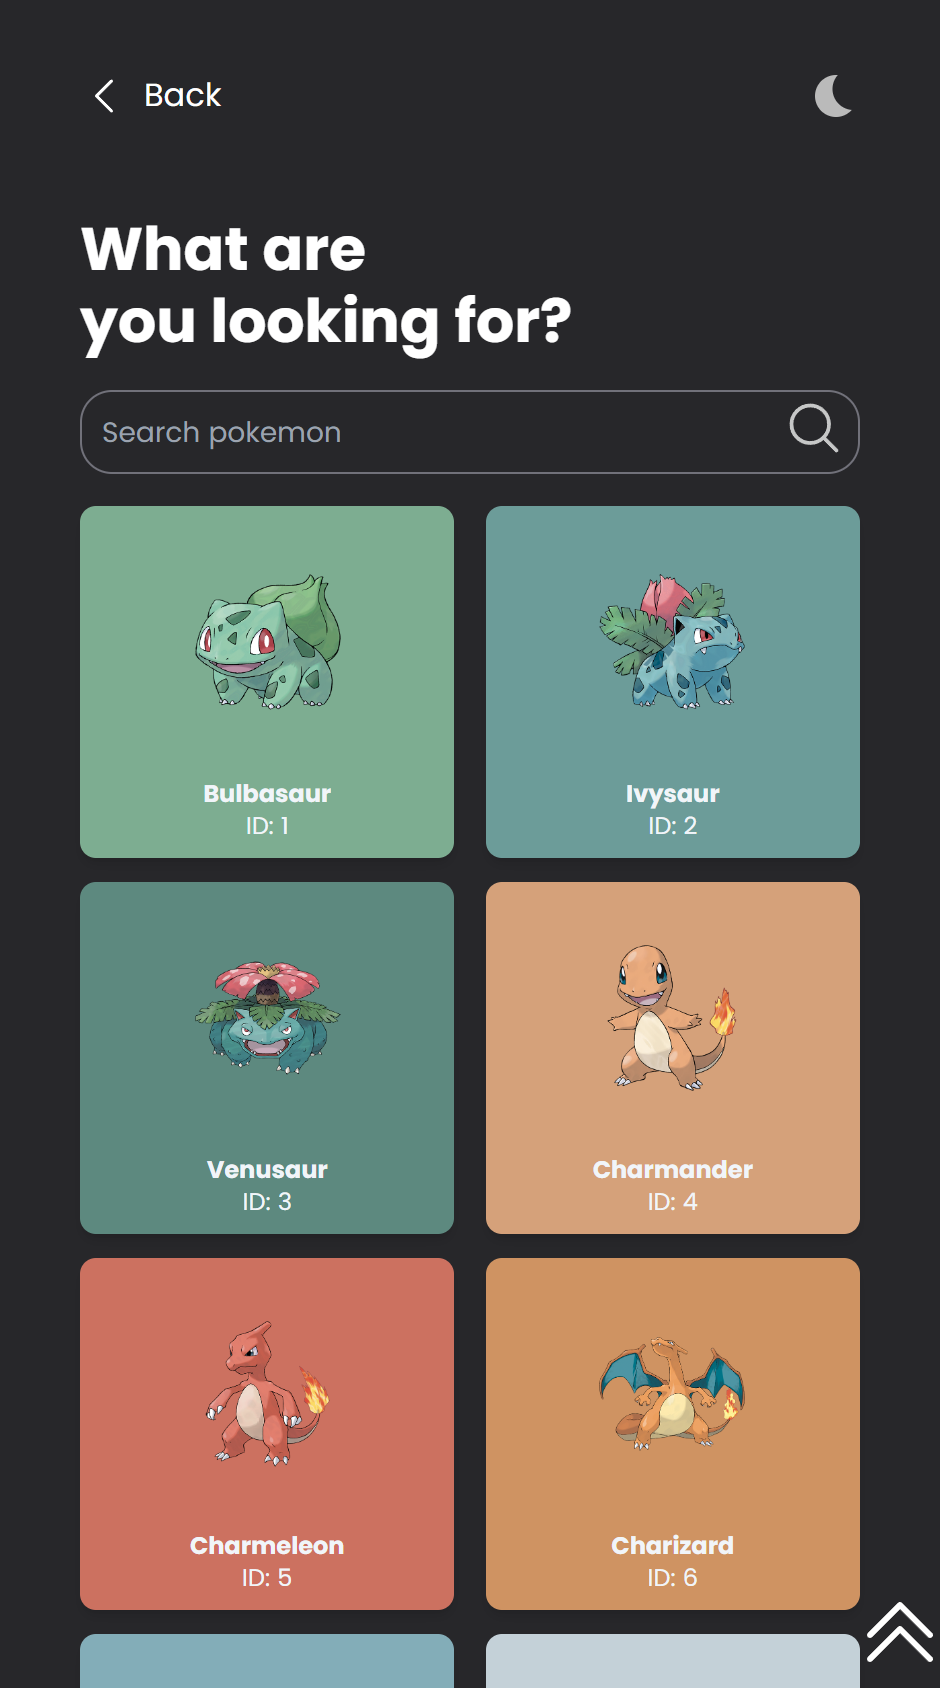 Back
What are
you looking for?
Search pokemon
Bulbasaur
ID: 1
Ivysaur
ID: 2
Venusaur
ID: 3
Charmander
ID: 4
Charmeleon
ID: 5
Charizard
ID: 6